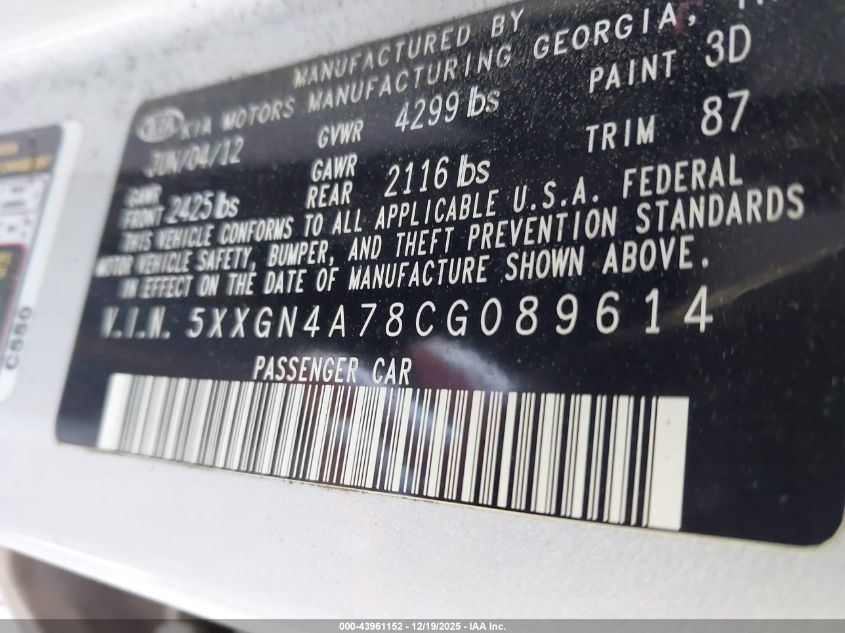 MANUFACTURED BY
KIA KIA MOTORS MANUFACTURING GEORGIA,
JUN/04/12 GVWR 4299 lbs PAINT 3D
GAWR FRONT 2425 lbs GAWR REAR 2116 lbs TRIM 87
THIS VEHICLE CONFORMS TO ALL APPLICABLE U.S.A. FEDERAL
MOTOR VEHICLE SAFETY, BUMPER, AND THEFT PREVENTION STANDARDS
IN EFFECT ON THE DATE OF MANUFACTURE SHOWN ABOVE.
V.I.N. 5XXGN4A78CG089614
PASSENGER CAR
C580
000-43961152 - 12/19/2025 - IAA Inc.